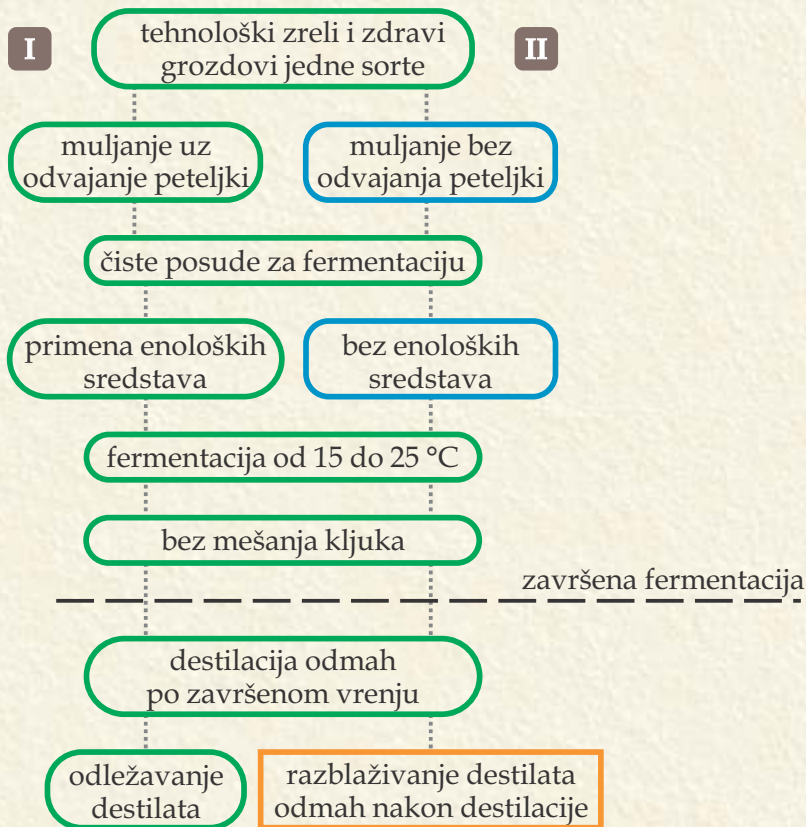 I
tehnološki zreli i zdravi
grozdovi jedne sorte
II
muljanje uz
odvajanje peteljki
muljanje bez
odvajanja peteljki
čiste posude za fermentaciju
primena enoloških
sredstava
bez enoloških
sredstava
fermentacija od 15 do 25 °C
bez mešanja kljuka
završena fermentacija
destilacija odmah
po završenom vrenju
odležavanje
destilata
razblaživanje destilata
odmah nakon destilacije